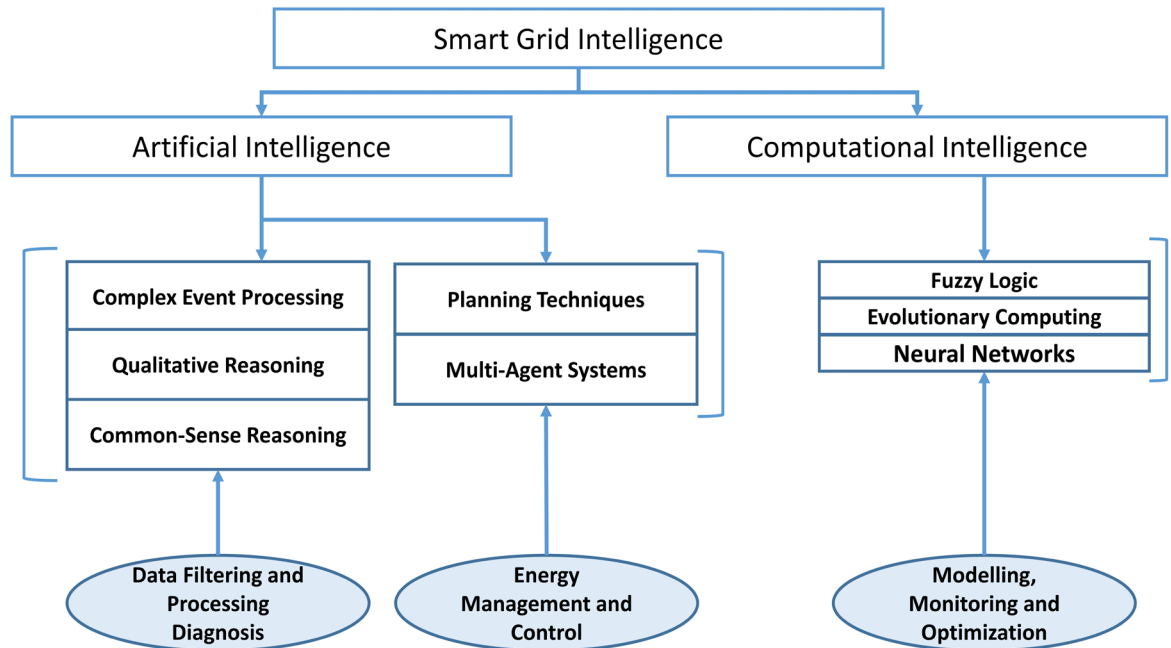 Smart Grid Intelligence
Artificial Intelligence
Computational Intelligence
Complex Event Processing
Qualitative Reasoning
Common-Sense Reasoning
Planning Techniques
Multi-Agent Systems
Fuzzy Logic
Evolutionary Computing
Neural Networks
Data Filtering and
Processing
Diagnosis
Energy
Management and
Control
Modelling,
Monitoring and
Optimization